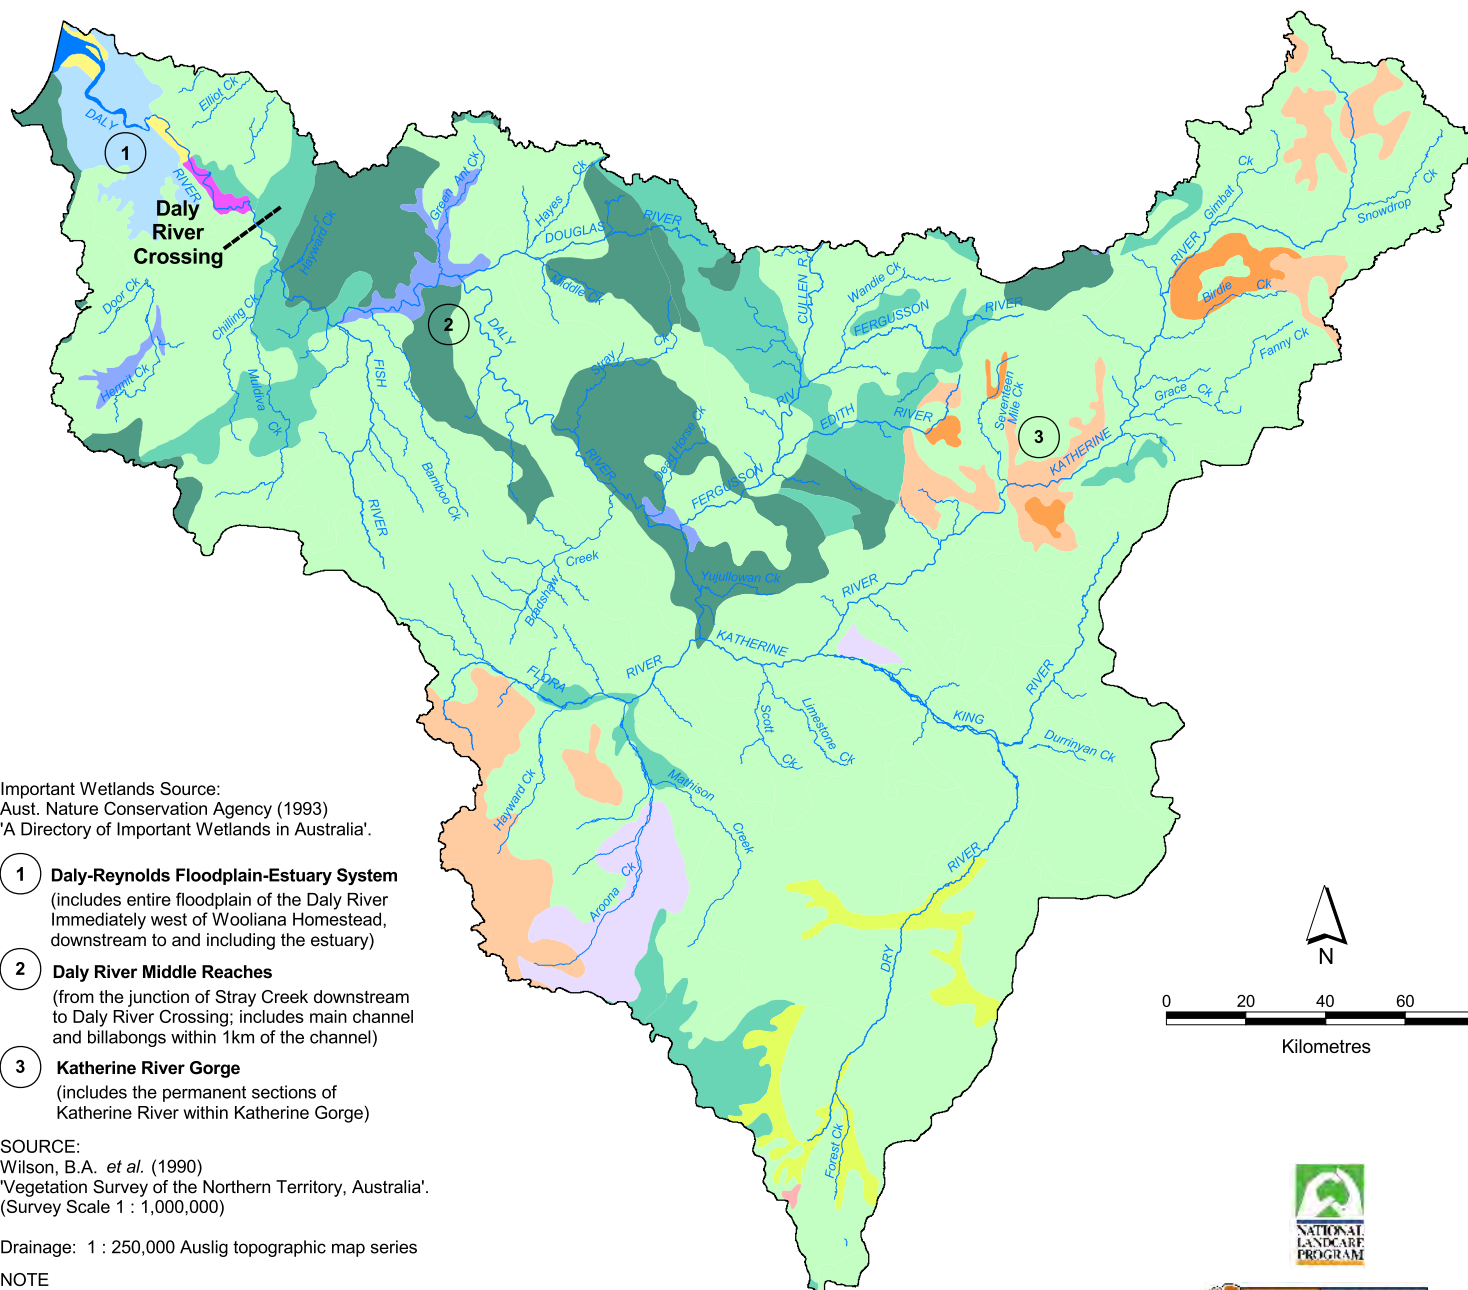 Elliot Ck
DALY
1
RIVER
Daly
River
Crossing
Hayward Ck
Green Ant Ck
Hayes
Ck
DOUGLAS
RIVER
Middle Ck
Door Ck
Chilling Ck
Hermit Ck
2
DALY
FISH
Muldiva
Ck
Bamboo Ck
RIVER
Stray
Ck
Dead Horse Ck
RIVER
FERGUSSON
CULLEN R
Wandie Ck
FERGUSSON
RIVER
RIV
EDITH
RIVER
Seventeen
Mile Ck
3
KATHERINE
Gimbat
Ck
RIVER
Snowdrop
Ck
Birdie
Ck
Fanny Ck
Grace
Ck
Creek
Bradshaw
Yujullowan Ck
RIVER
KATHERINE
RIVER
FLORA
Scott
Ck
Limestone
Ck
KING
RIVER
Durrinyan Ck
Hayward Ck
Mathison
Creek
Aroona
Ck
RIVER
DRY
Forest Ck
Important Wetlands Source:
Aust. Nature Conservation Agency (1993)
'A Directory of Important Wetlands in Australia'.
1 Daly-Reynolds Floodplain-Estuary System
(includes entire floodplain of the Daly River
Immediately west of Wooliana Homestead,
downstream to and including the estuary)
2 Daly River Middle Reaches
(from the junction of Stray Creek downstream
to Daly River Crossing; includes main channel
and billabongs within 1km of the channel)
3 Katherine River Gorge
(includes the permanent sections of
Katherine River within Katherine Gorge)
SOURCE:
Wilson, B.A. et al. (1990)
'Vegetation Survey of the Northern Territory, Australia'.
(Survey Scale 1 : 1,000,000)
Drainage: 1 : 250,000 Auslig topographic map series
NOTE
N
0 20 40 60
Kilometres
NATIONAL
LANDCARE
PROGRAM